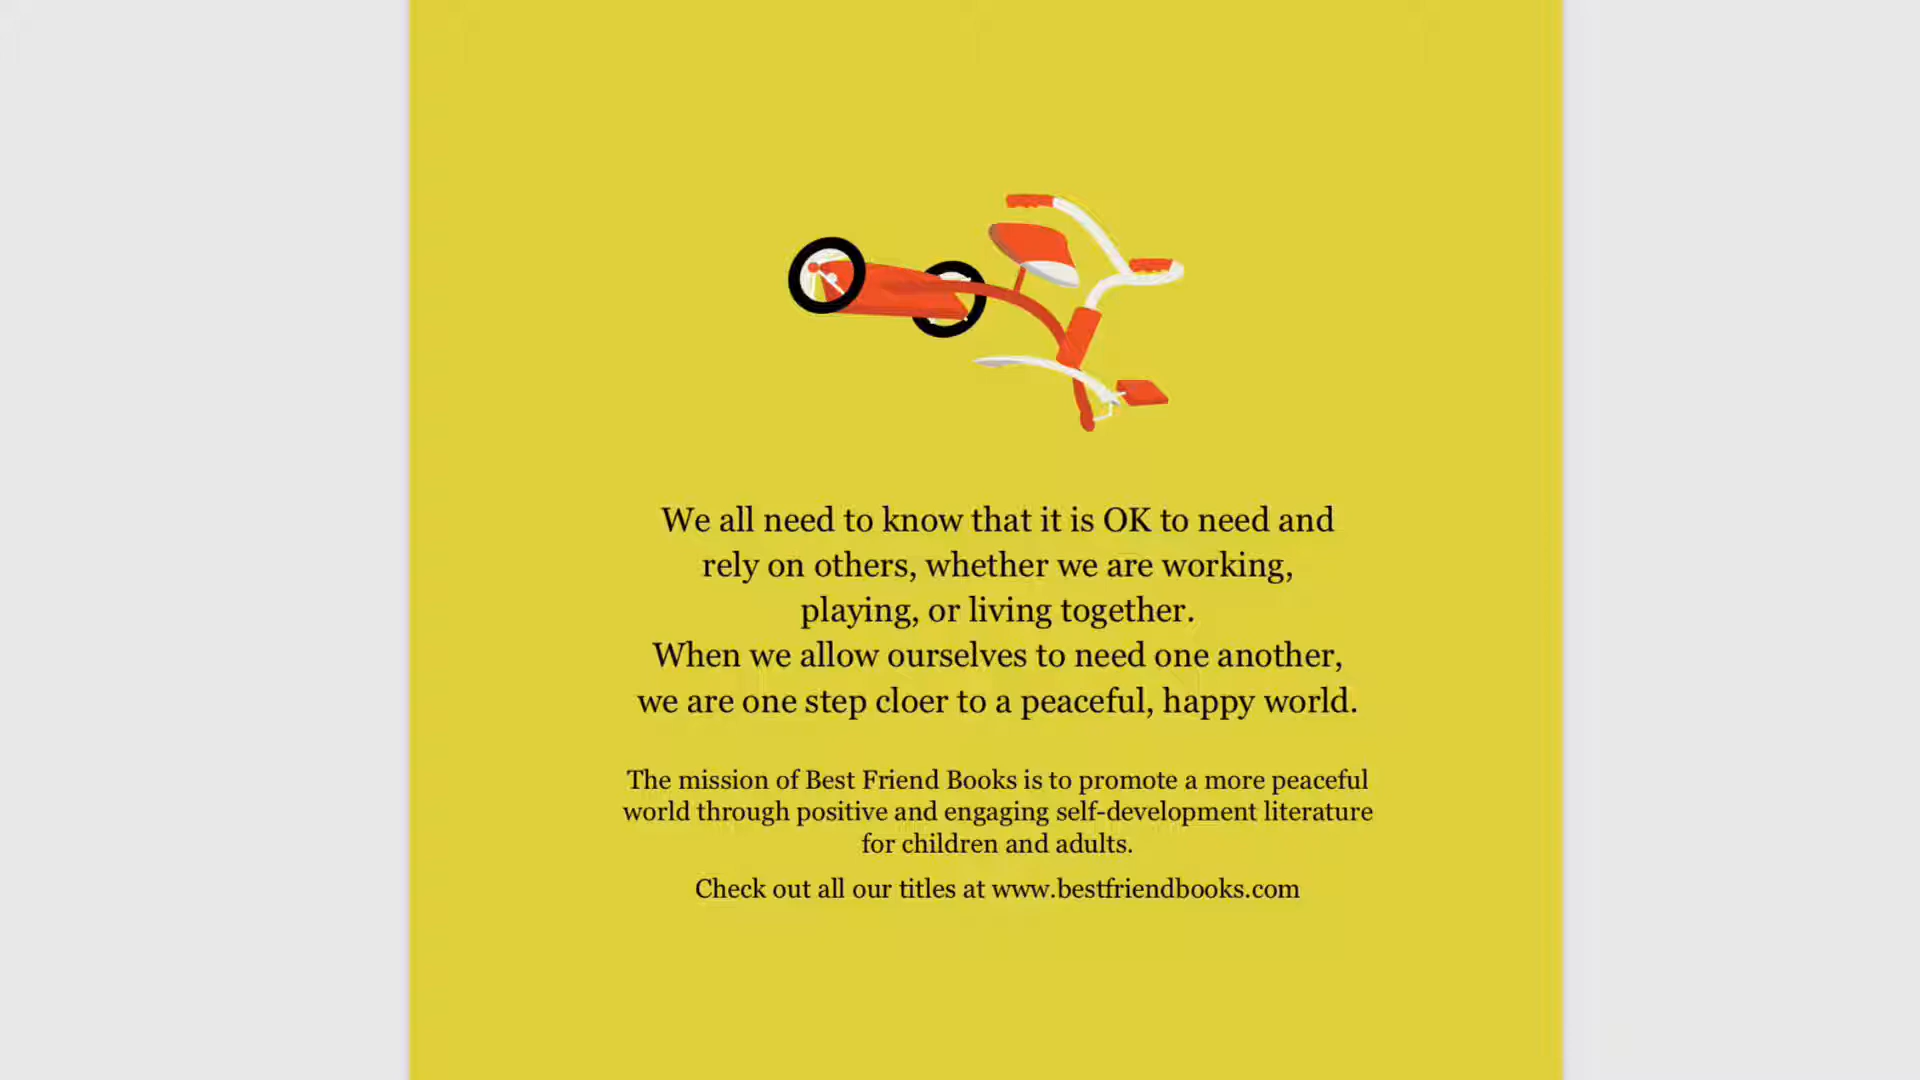 We all need to know that it is OK to need and
rely on others, whether we are working,
playing, or living together.
When we allow ourselves to need one another,
we are one step cloer to a peaceful, happy world.
The mission of Best Friend Books is to promote a more peaceful
world through positive and engaging self-development literature
for children and adults.
Check out all our titles at www.bestfriendbooks.com